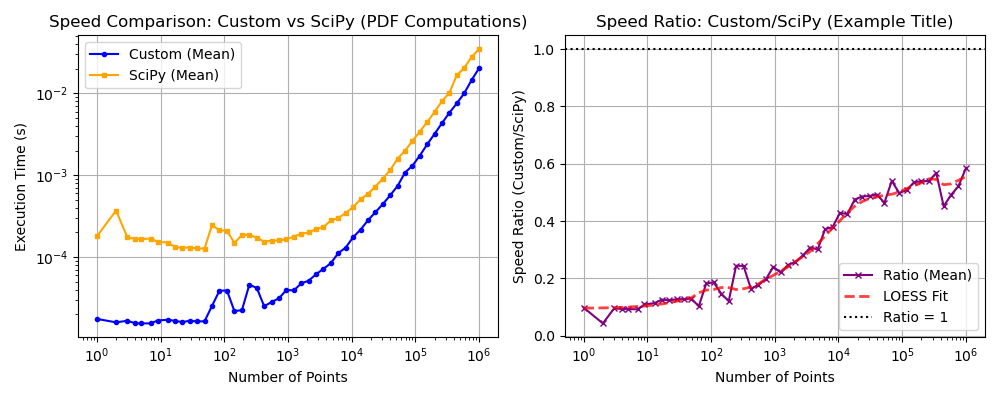 Speed Comparison: Custom vs SciPy (PDF Computations)
Custom (Mean)
SciPy (Mean)
Execution Time (s)
10⁻²
10⁻³
10⁻⁴
10⁰ 10¹ 10² 10³ 10⁴ 10⁵ 10⁶
Number of Points
Speed Ratio: Custom/SciPy (Example Title)
Speed Ratio (Custom/SciPy)
1.0
0.8
0.6
0.4
0.2
0.0
Ratio (Mean)
LOESS Fit
Ratio = 1
10⁰ 10¹ 10² 10³ 10⁴ 10⁵ 10⁶
Number of Points